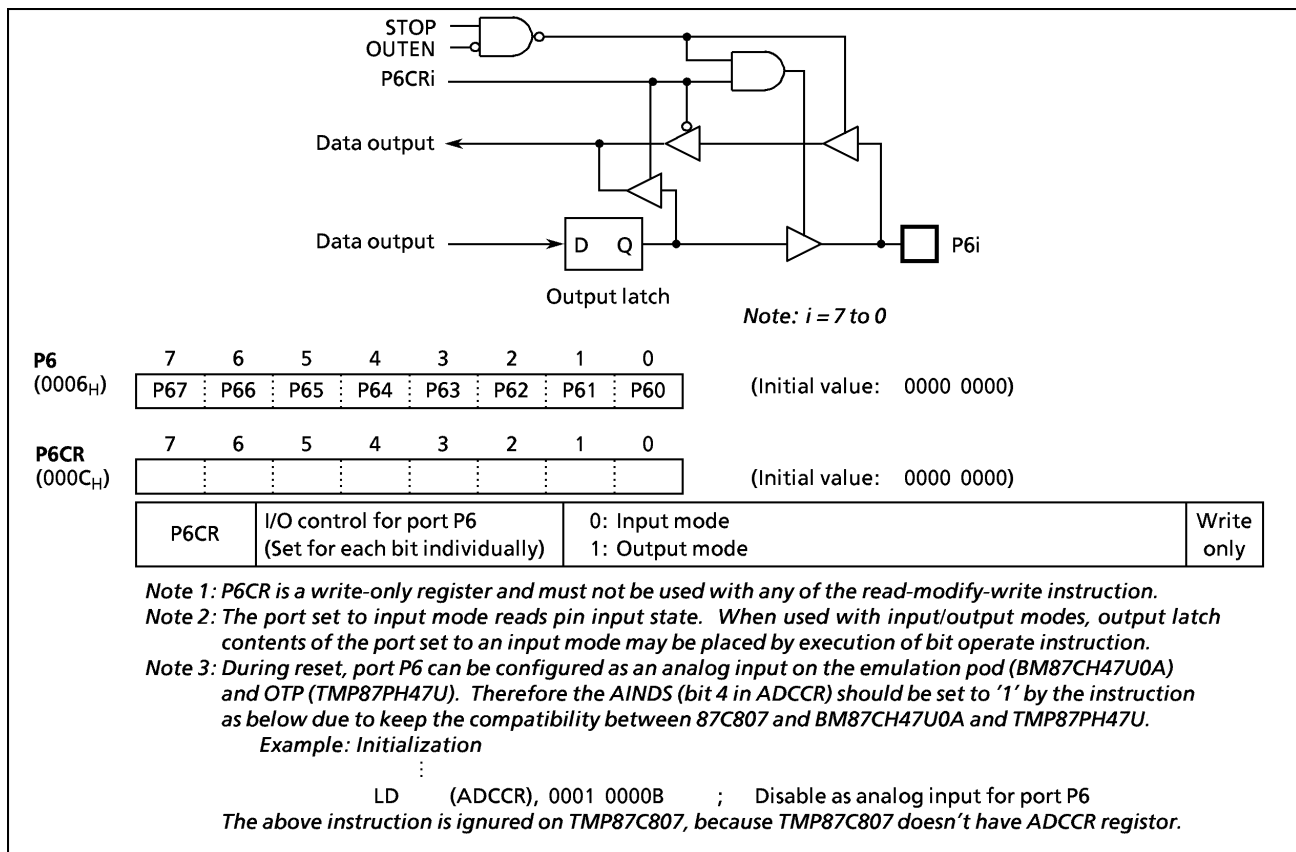 STOP
OUTEN
P6CRi
Data output
Data output
D Q
P6i
Output latch
Note: i = 7 to 0
P6 7 6 5 4 3 2 1 0
(0006H) P67 P66 P65 P64 P63 P62 P61 P60 (Initial value: 0000 0000)
P6CR 7 6 5 4 3 2 1 0
(000CH) (Initial value: 0000 0000)
P6CR I/O control for port P6 0: Input mode Write
(Set for each bit individually) 1: Output mode only
Note 1: P6CR is a write-only register and must not be used with any of the read-modify-write instruction.
Note 2: The port set to input mode reads pin input state. When used with input/output modes, output latch
contents of the port set to an input mode may be placed by execution of bit operate instruction.
Note 3: During reset, port P6 can be configured as an analog input on the emulation pod (BM87CH47U0A)
and OTP (TMP87PH47U). Therefore the AINDS (bit 4 in ADCCR) should be set to '1' by the instruction
as below due to keep the compatibility between 87C807 and BM87CH47U0A and TMP87PH47U.
Example: Initialization
⋮
LD (ADCCR), 0001 0000B ; Disable as analog input for port P6
The above instruction is ignured on TMP87C807, because TMP87C807 doesn't have ADCCR registor.